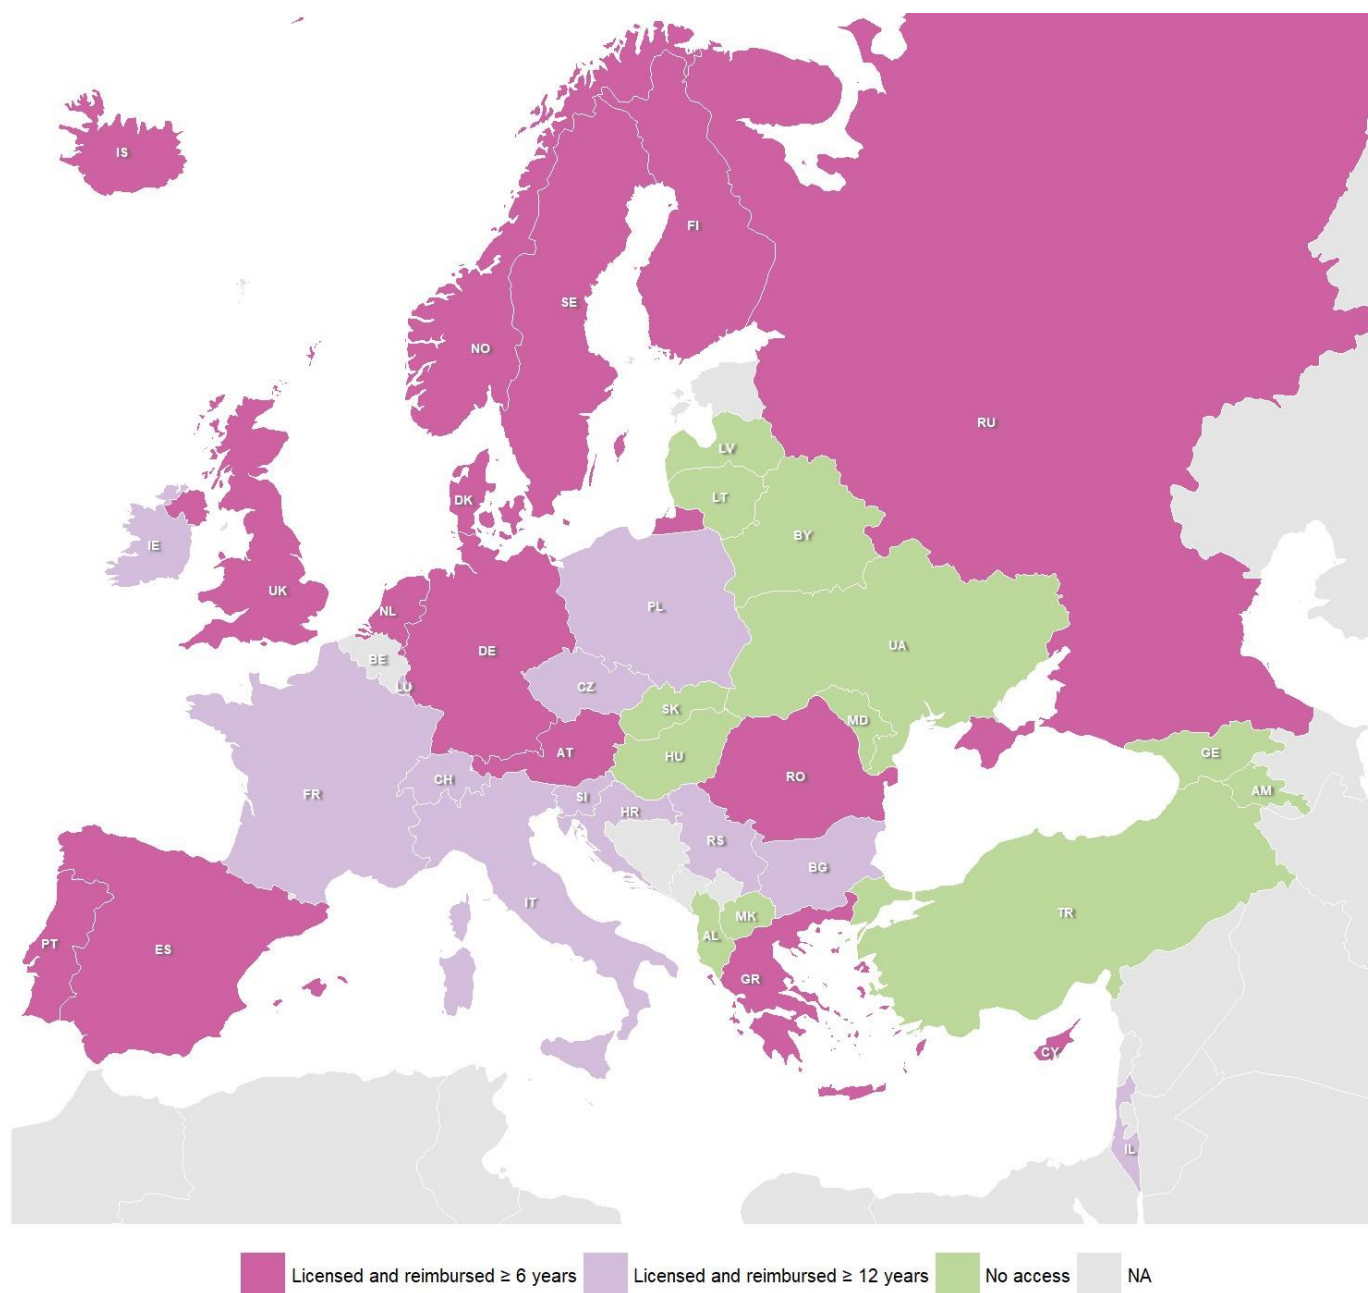 IS
FI
SE
NO
RU
LV
DK
LT
BY
IE
UK
NL
PL
UA
DE
BE
LU
CZ
SK
MD
AT
HU
GE
RO
CH
AM
FR
SI
HR
RS
BG
IT
MK
TR
AL
PT
ES
GR
CY
IL
Licensed and reimbursed ≥ 6 years
Licensed and reimbursed ≥ 12 years
No access
NA